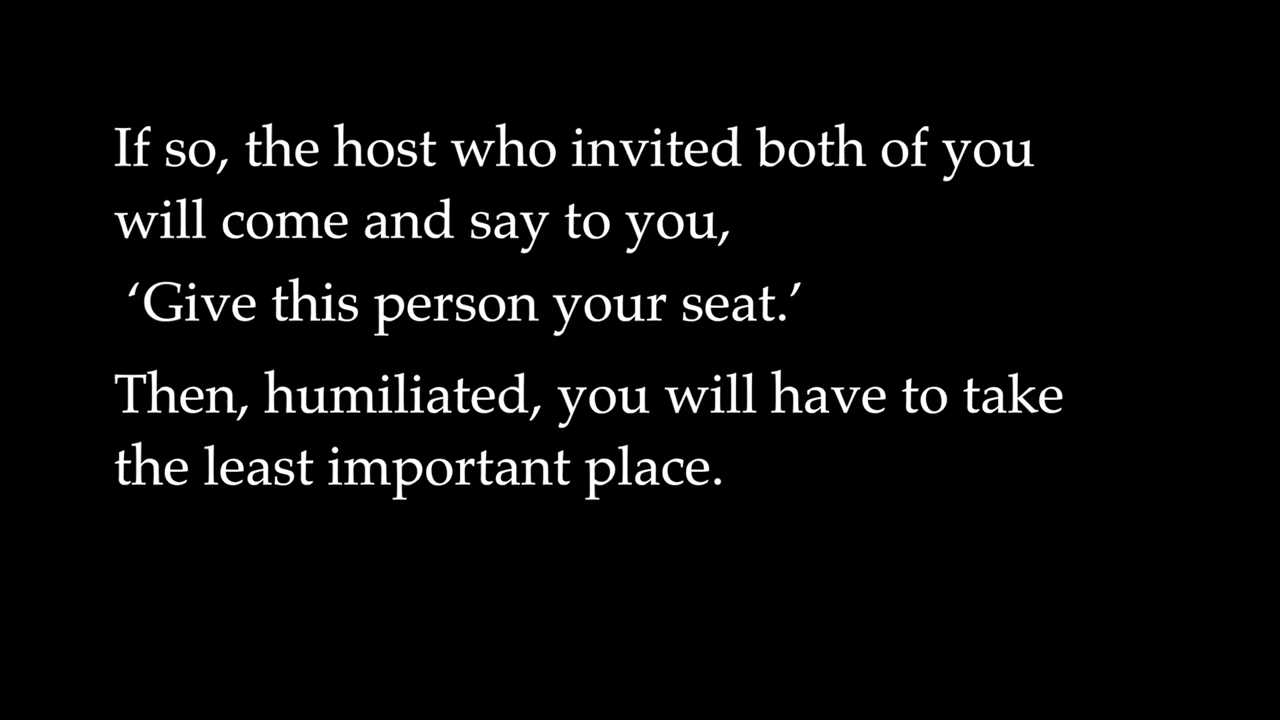 If so, the host who invited both of you
will come and say to you,
‘Give this person your seat.’
Then, humiliated, you will have to take
the least important place.